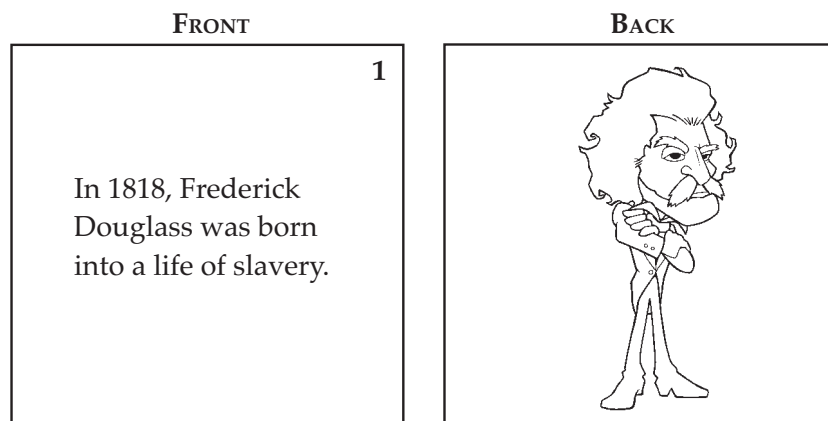 FRONT
BACK
1
In 1818, Frederick
Douglass was born
into a life of slavery.